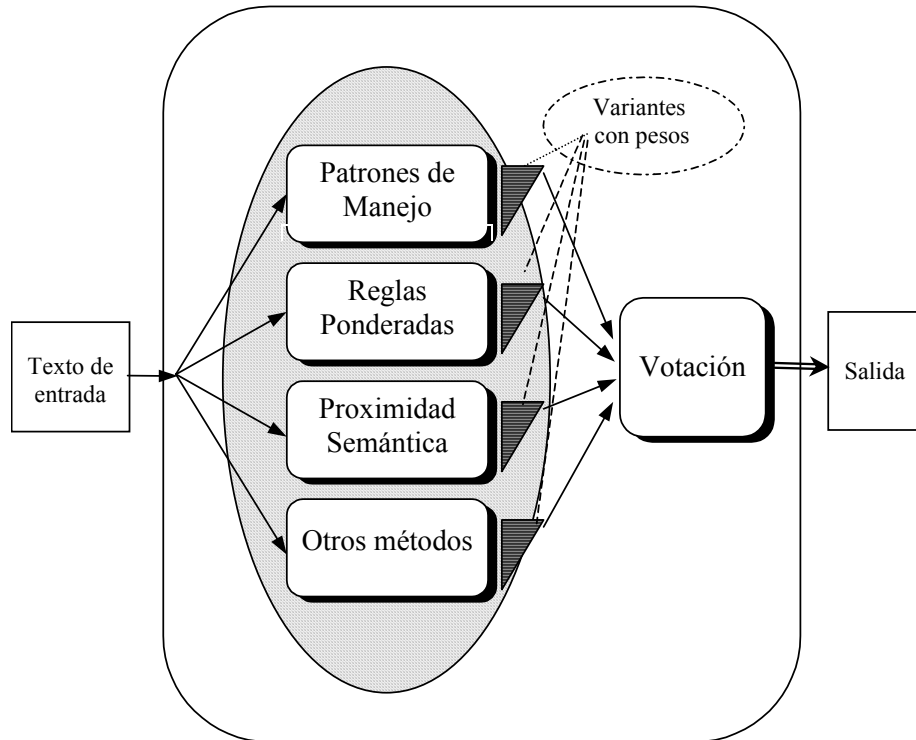 Variantes
con pesos
Patrones de
Manejo
Reglas
Ponderadas
Texto de
entrada
Proximidad
Semántica
Otros métodos
Votación
Salida